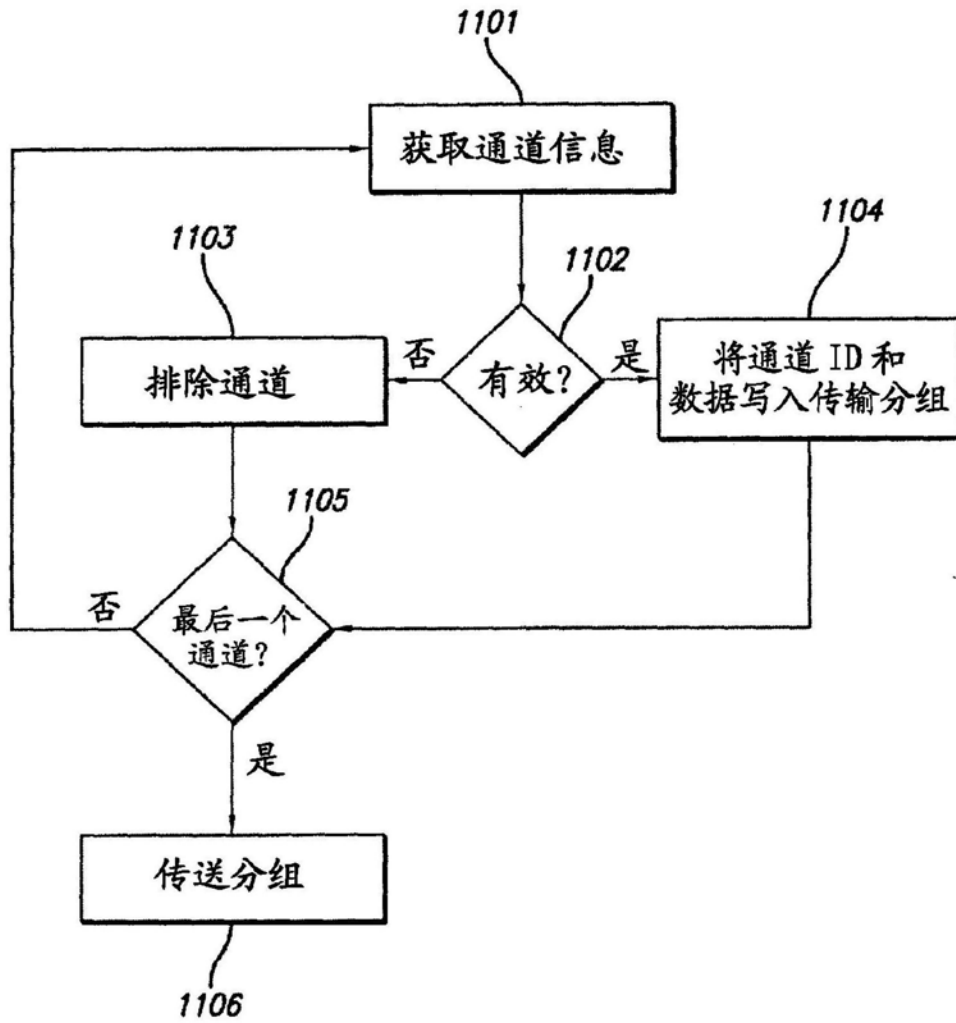 1101
获取通道信息
1104
1103
1102
否
是
排除通道
有效?
将通道 ID 和
数据写入传输分组
1105
否
最后一个
通道?
是
传送分组
1106